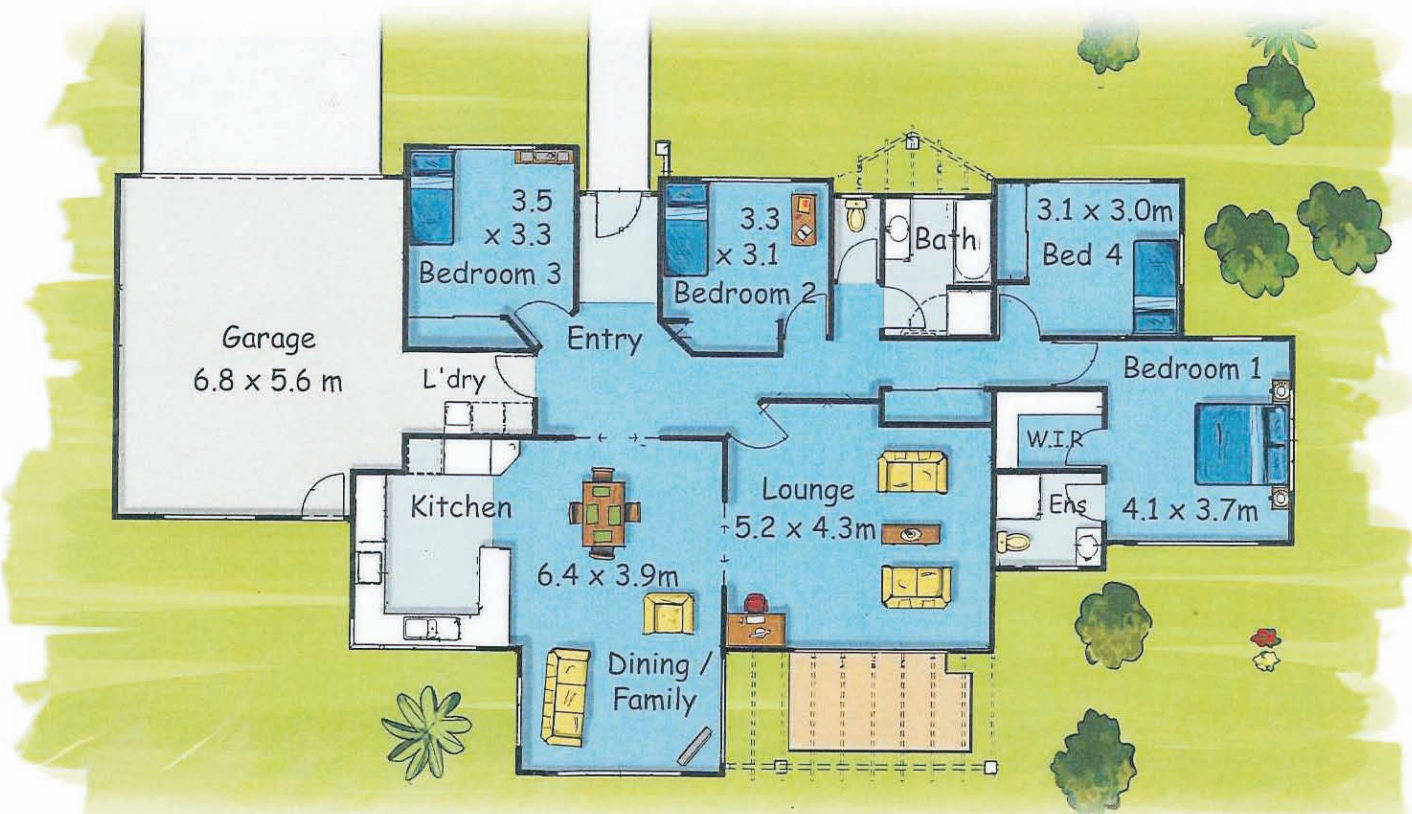 3.5
x 3.3
Bedroom 3
3.3
x 3.1
Bedroom 2
Bath
3.1 x 3.0m
Bed 4
Garage
6.8 x 5.6 m
L'dry
Entry
Bedroom 1
W.I.R
Kitchen
Lounge
5.2 x 4.3m
Ens
4.1 x 3.7m
6.4 x 3.9m
Dining /
Family